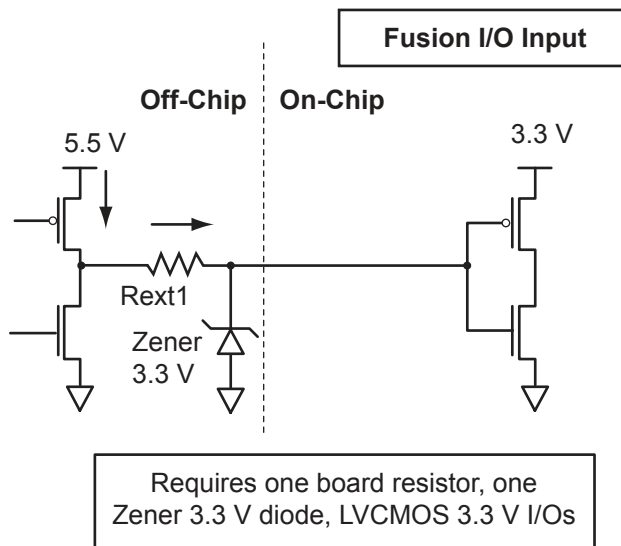 Fusion I/O Input
Off-Chip
On-Chip
5.5 V
3.3 V
Rext1
Zener
3.3 V
Requires one board resistor, one
Zener 3.3 V diode, LVCMOS 3.3 V I/Os